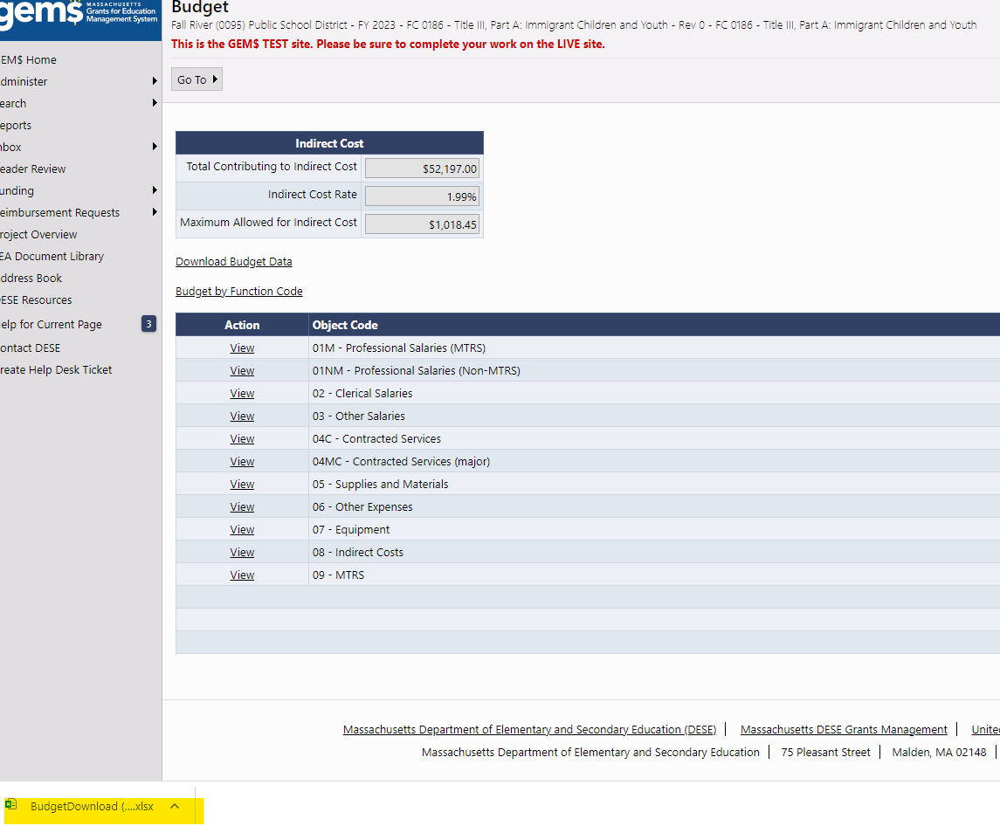 gem$ MASSACHUSETTS
Grants for Education
Management System
Budget
Fall River (0095) Public School District - FY 2023 - FC 0186 - Title III, Part A: Immigrant Children and Youth - Rev 0 - FC 0186 - Title III, Part A: Immigrant Children and Youth
This is the GEM$ TEST site. Please be sure to complete your work on the LIVE site.
Go To
EM$ Home
dminister
earch
eports
nbox
eader Review
unding
eimbursement Requests
roject Overview
EA Document Library
ddress Book
ESE Resources
elp for Current Page 3
ontact DESE
reate Help Desk Ticket
Indirect Cost
Total Contributing to Indirect Cost $52,197.00
Indirect Cost Rate 1.99%
Maximum Allowed for Indirect Cost $1,018.45
Download Budget Data
Budget by Function Code
Action Object Code
View 01M - Professional Salaries (MTRS)
View 01NM - Professional Salaries (Non-MTRS)
View 02 - Clerical Salaries
View 03 - Other Salaries
View 04C - Contracted Services
View 04MC - Contracted Services (major)
View 05 - Supplies and Materials
View 06 - Other Expenses
View 07 - Equipment
View 08 - Indirect Costs
View 09 - MTRS
Massachusetts Department of Elementary and Secondary Education (DESE) | Massachusetts DESE Grants Management | Unite
Massachusetts Department of Elementary and Secondary Education | 75 Pleasant Street | Malden, MA 02148 |
BudgetDownload (....xlsx